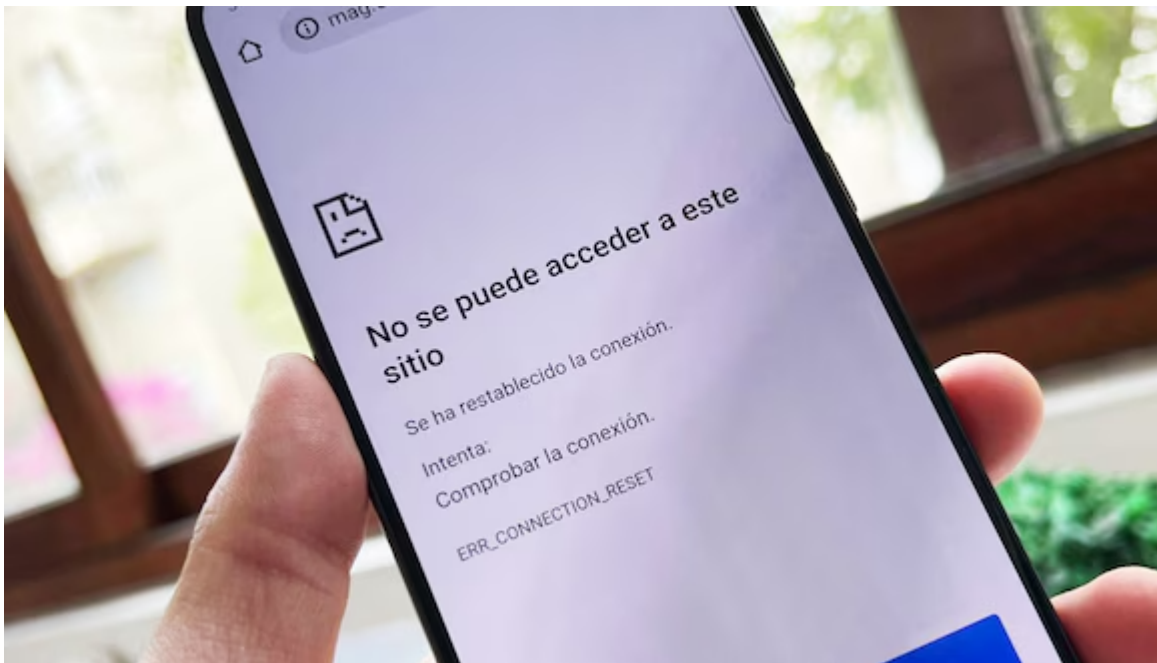 No se puede acceder a este
sitio
Se ha restablecido la conexión.
Intenta:
Comprobar la conexión.
ERR_CONNECTION_RESET